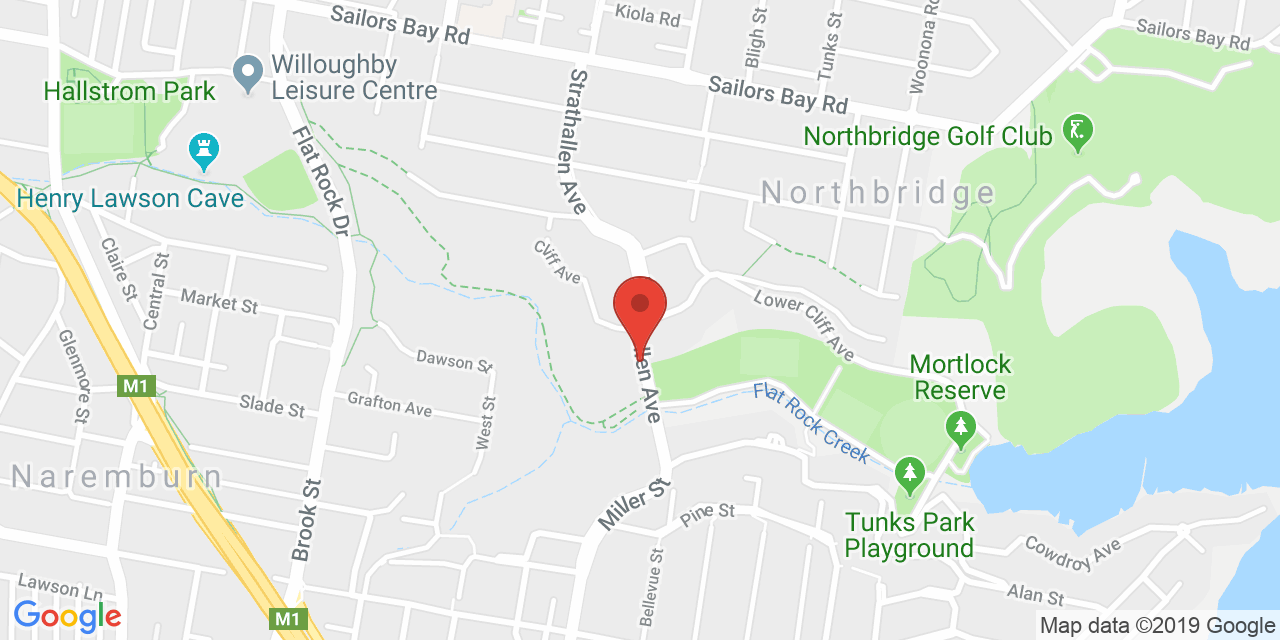 Kiola Rd
Sailors Bay Rd
Bligh St
Tunks St
Woonona Rd
Sailors Bay Rd
Willoughby
Leisure Centre
Hallstrom Park
Strathallen Ave
Sailors Bay Rd
Northbridge Golf Club
Flat Rock Dr
Henry Lawson Cave
Northbridge
Claire St
Central St
Cliff Ave
Market St
Lower Cliff Ave
Glenmore St
Dawson St
llen Ave
Mortlock
Reserve
M1
Slade St
Grafton Ave
West St
Flat Rock Creek
Naremburn
Brook St
Miller St
Pine St
Tunks Park
Playground
Bellevue St
Cowdroy Ave
Lawson Ln
Alan St
Google
M1
Map data ©2019 Google